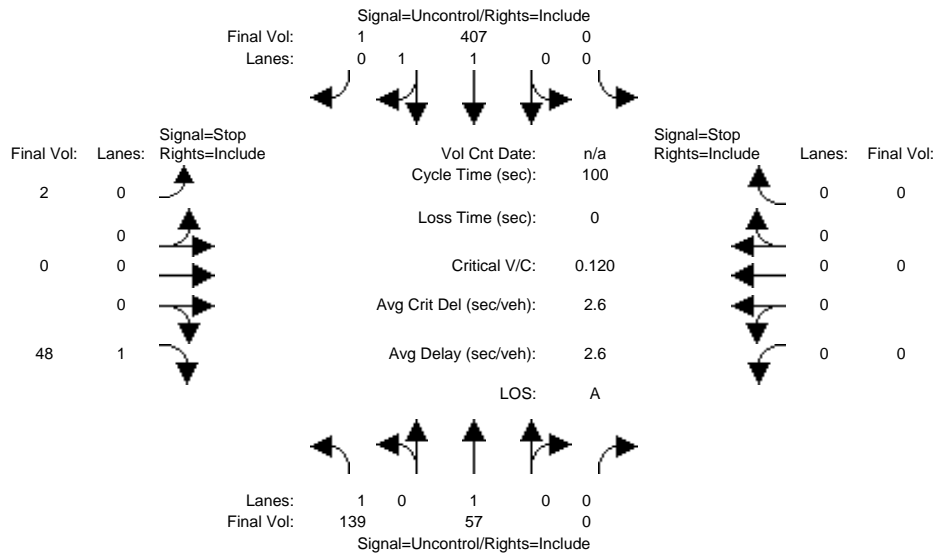 Signal=Uncontrol/Rights=Include
Final Vol: 1 407 0
Lanes: 0 1 1 0 0
Signal=Stop Signal=Stop
Final Vol: Lanes: Rights=Include Vol Cnt Date: n/a Rights=Include Lanes: Final Vol:
Cycle Time (sec): 100
2 0 0 0
Loss Time (sec): 0
0 0
0 0 Critical V/C: 0.120 0 0
0 Avg Crit Del (sec/veh): 2.6 0
48 1 Avg Delay (sec/veh): 2.6 0 0
LOS: A
Lanes: 1 0 1 0 0
Final Vol: 139 57 0
Signal=Uncontrol/Rights=Include